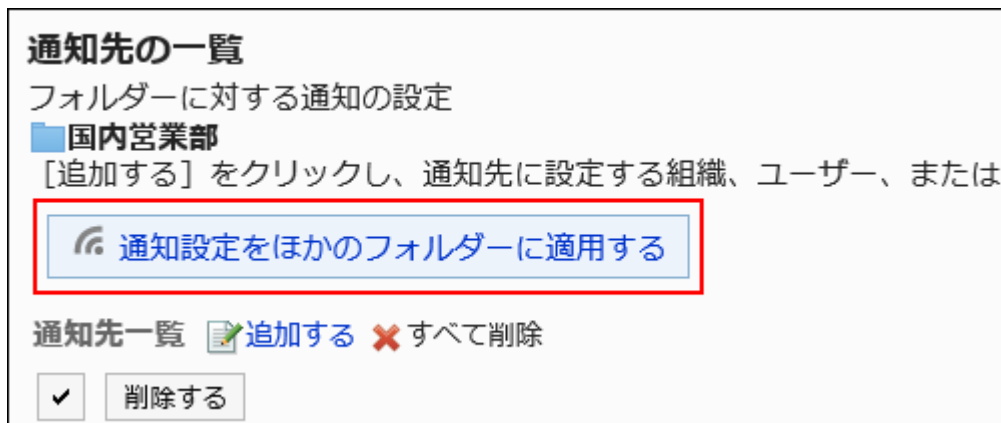 通知先の一覧
フォルダーに対する通知の設定
国内営業部
［追加する］をクリックし、通知先に設定する組織、ユーザー、または
通知設定をほかのフォルダーに適用する
通知先一覧 追加する すべて削除
削除する